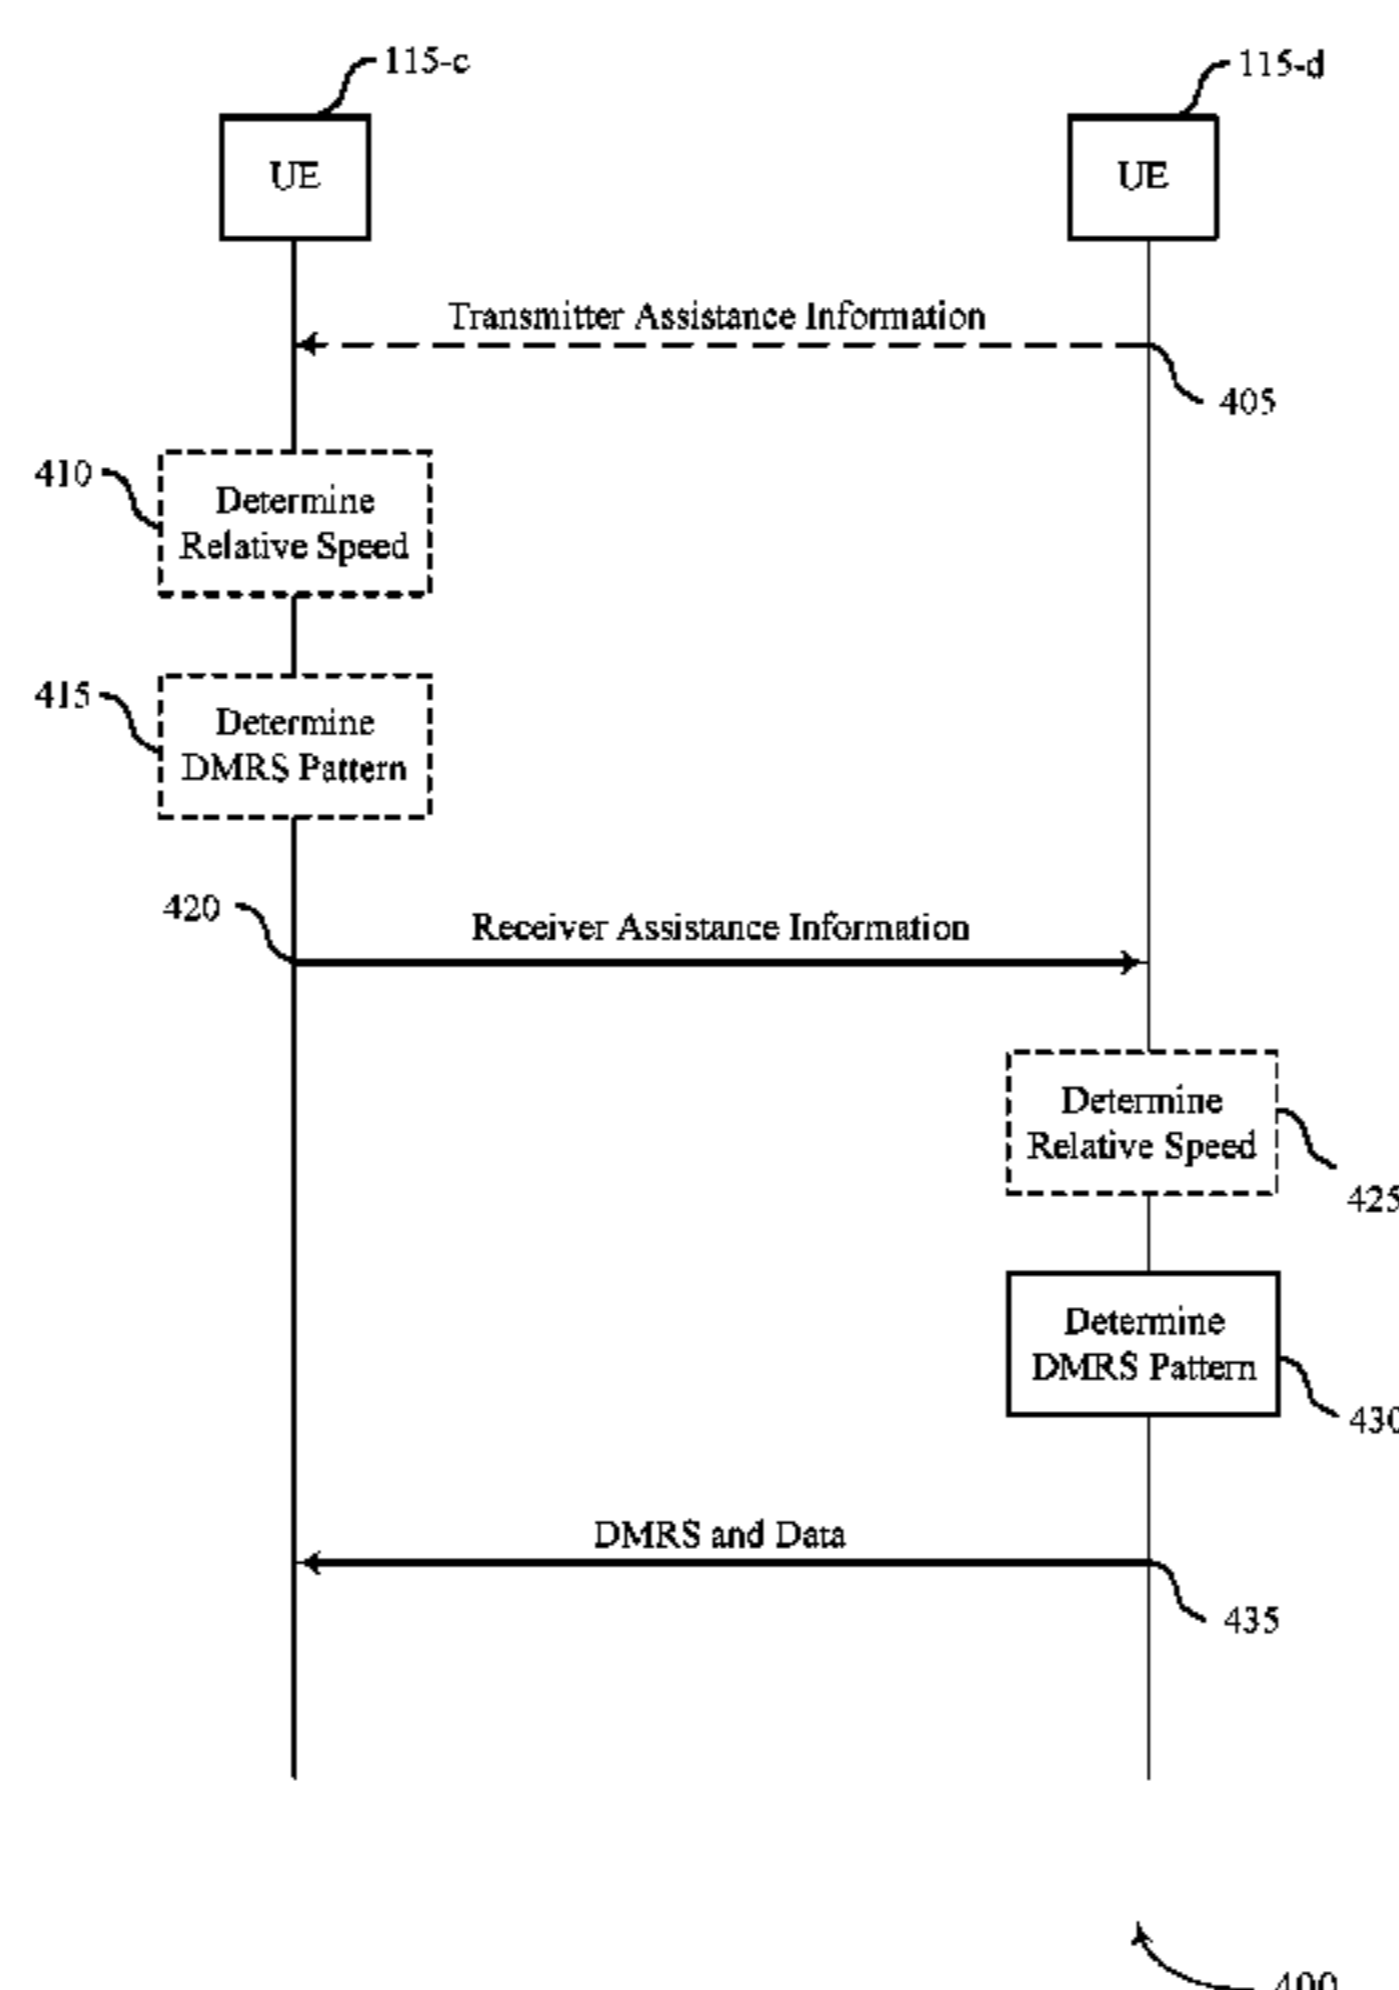 115-c
115-d
UE
UE
Transmitter Assistance Information
405
410
Determine
Relative Speed
415
Determine
DMRS Pattern
420
Receiver Assistance Information
Determine
Relative Speed
425
Determine
DMRS Pattern
430
DMRS and Data
435
400